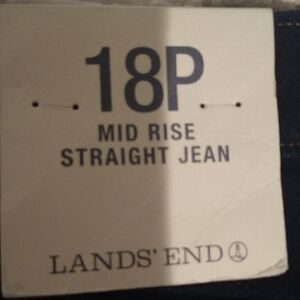 18P
MID RISE
STRAIGHT JEAN
LANDS' END